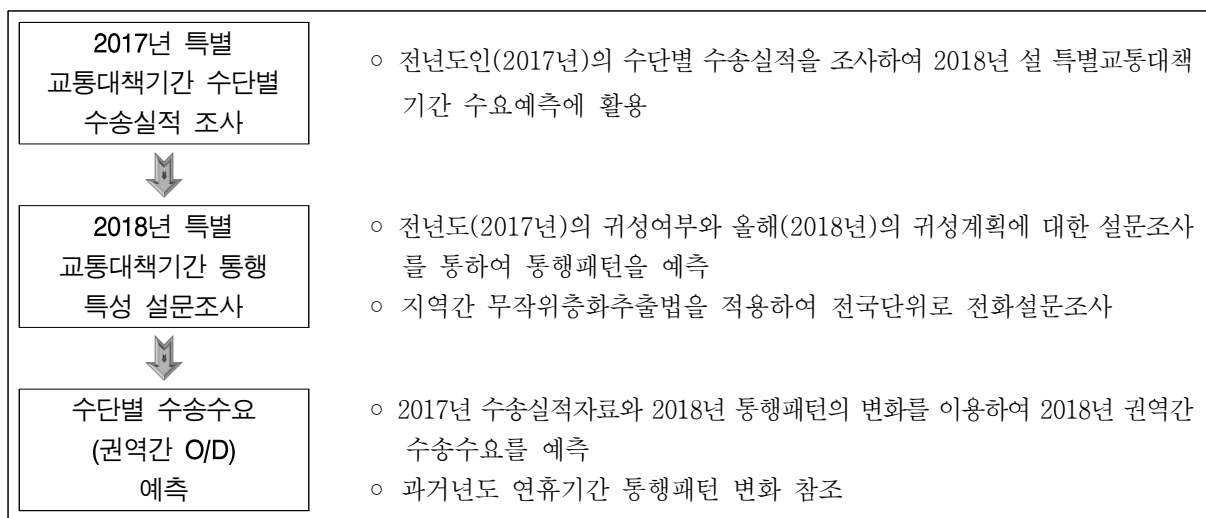 2017년 특별
교통대책기간 수단별
수송실적 조사
○ 전년도인(2017년)의 수단별 수송실적을 조사하여 2018년 설 특별교통대책
기간 수요예측에 활용
2018년 특별
교통대책기간 통행
특성 설문조사
○ 전년도(2017년)의 귀성여부와 올해(2018년)의 귀성계획에 대한 설문조사
를 통하여 통행패턴을 예측
○ 지역간 무작위층화추출법을 적용하여 전국단위로 전화설문조사
수단별 수송수요
(권역간 O/D)
예측
○ 2017년 수송실적자료와 2018년 통행패턴의 변화를 이용하여 2018년 권역간
수송수요를 예측
○ 과거년도 연휴기간 통행패턴 변화 참조